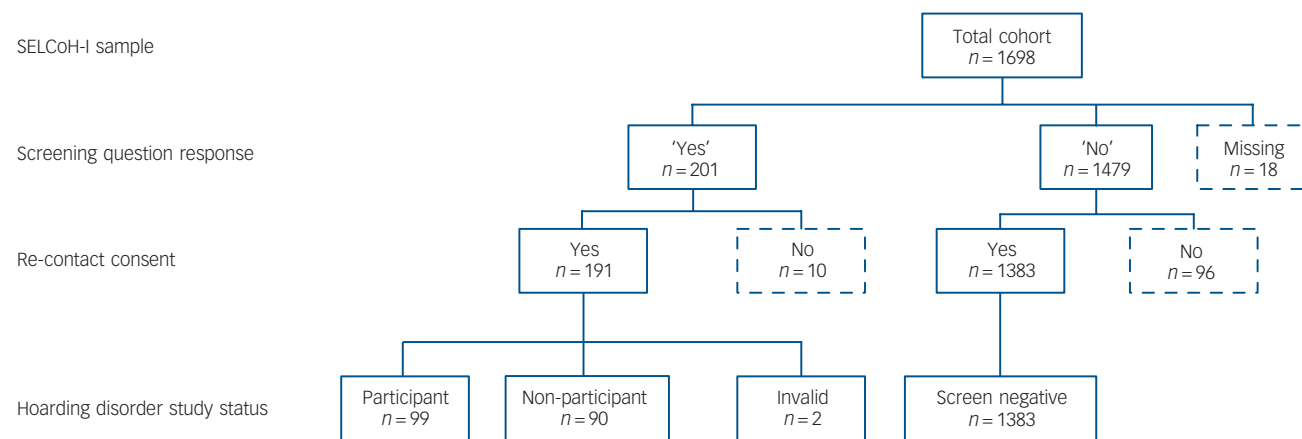 SELCoH-I sample
Total cohort
n = 1698
Screening question response
‘Yes’
n = 201
‘No’
n = 1479
Missing
n = 18
Re-contact consent
Yes
n = 191
No
n = 10
Yes
n = 1383
No
n = 96
Hoarding disorder study status
Participant
n = 99
Non-participant
n = 90
Invalid
n = 2
Screen negative
n = 1383